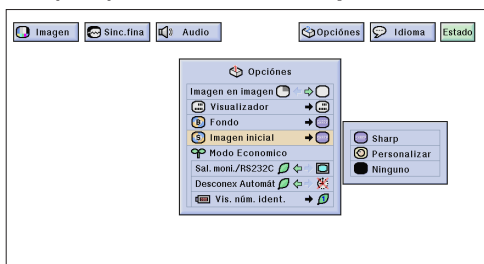 Imagen
Sinc.fina
Audio
Opciónes
Idioma
Estado
Opciónes
Imagen en imagen
Visualizador
Fondo
Imagen inicial
Modo Economico
Sal. moni./RS232C
Desconex Automát
Vis. núm. ident.
Sharp
Personalizar
Ninguno